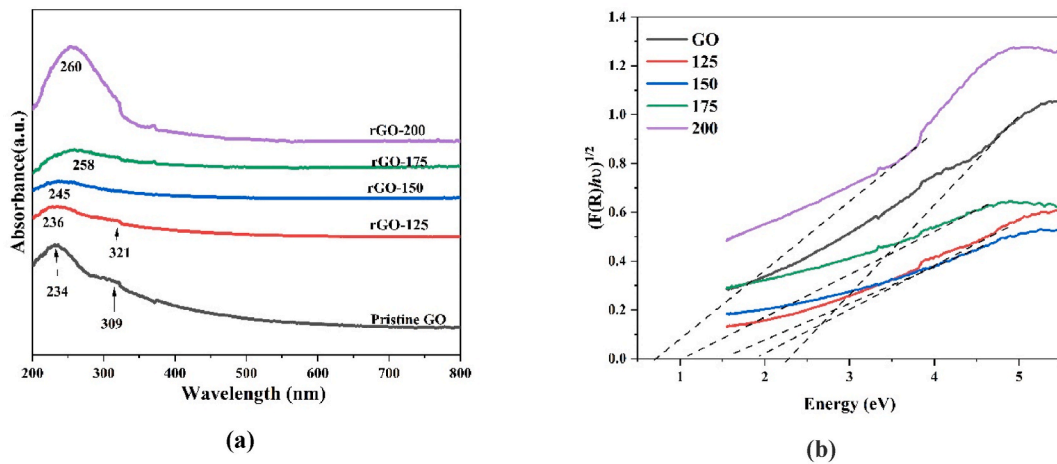 Absorbance(a.u.)
260
rGO-200
258
rGO-175
245
rGO-150
236
rGO-125
321
234
309
Pristine GO
200 300 400 500 600 700 800
Wavelength (nm)
(a)
(F(R)hυ)^1/2
1.4
1.2
1.0
0.8
0.6
0.4
0.2
0.0
GO
125
150
175
200
1 2 3 4 5
Energy (eV)
(b)